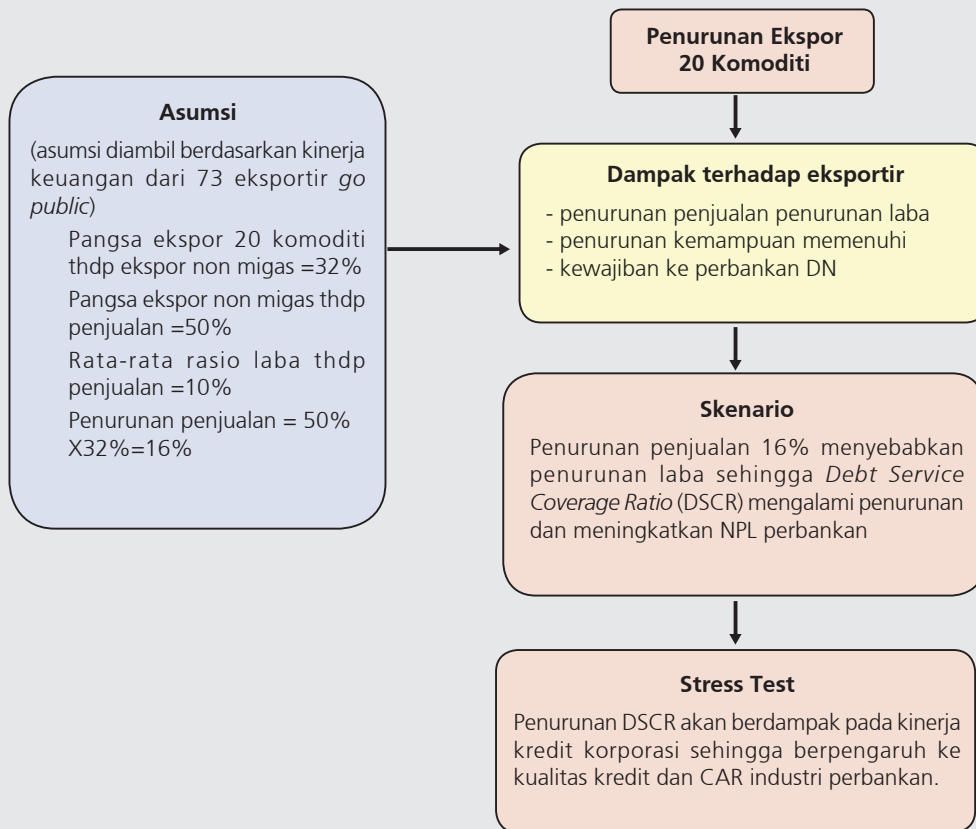 Penurunan Ekspor
20 Komoditi
Asumsi
(asumsi diambil berdasarkan kinerja
keuangan dari 73 eksportir go
public)
Pangsa ekspor 20 komoditi
thdp ekspor non migas =32%
Pangsa ekspor non migas thdp
penjualan =50%
Rata-rata rasio laba thdp
penjualan =10%
Penurunan penjualan = 50%
X32%=16%
Dampak terhadap eksportir
- penurunan penjualan penurunan laba
- penurunan kemampuan memenuhi
- kewajiban ke perbankan DN
Skenario
Penurunan penjualan 16% menyebabkan
penurunan laba sehingga Debt Service
Coverage Ratio (DSCR) mengalami penurunan
dan meningkatkan NPL perbankan
Stress Test
Penurunan DSCR akan berdampak pada kinerja
kredit korporasi sehingga berpengaruh ke
kualitas kredit dan CAR industri perbankan.